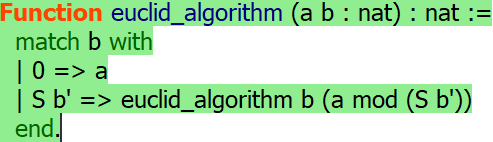 Function euclid_algorithm (a b : nat) : nat :=
match b with
| 0 => a
| S b' => euclid_algorithm b (a mod (S b'))
end.